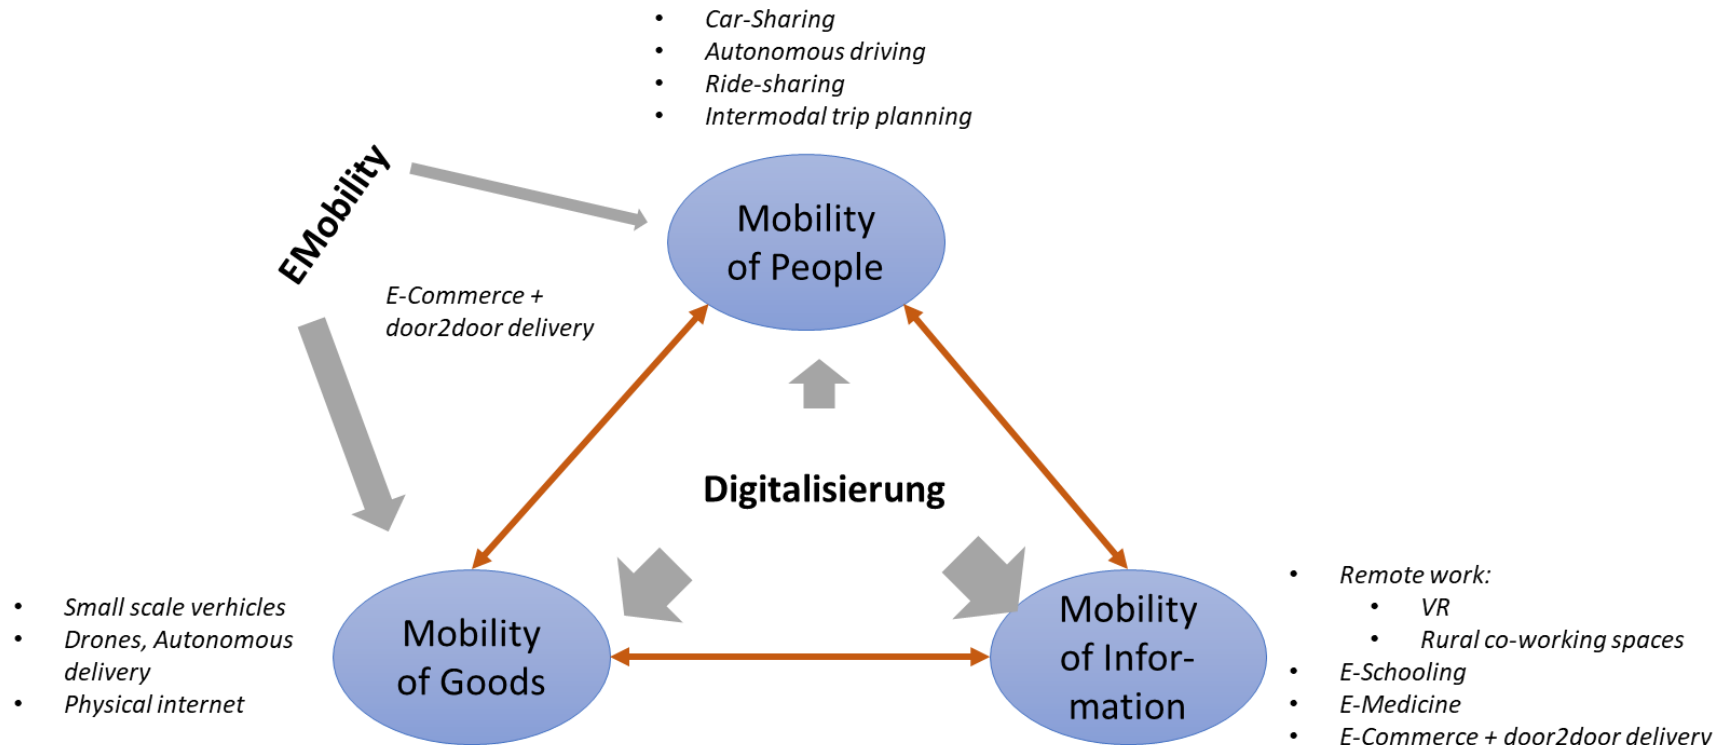 • Car-Sharing
• Autonomous driving
• Ride-sharing
• Intermodal trip planning
EMobility
Mobility
of People
E-Commerce +
door2door delivery
Digitalisierung
• Small scale verhicles
• Drones, Autonomous
delivery
• Physical internet
Mobility
of Goods
Mobility
of Infor-
mation
• Remote work:
• VR
• Rural co-working spaces
• E-Schooling
• E-Medicine
• E-Commerce + door2door delivery